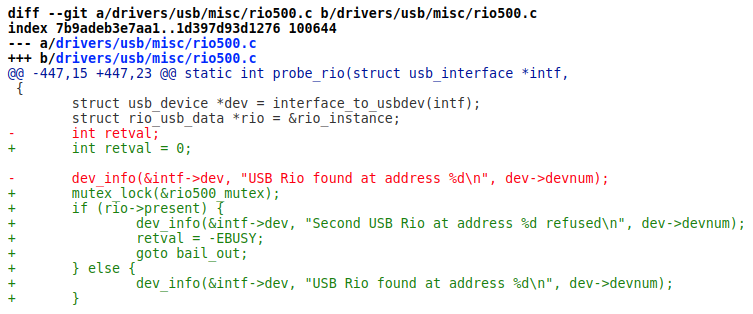 diff --git a/drivers/usb/misc/rio500.c b/drivers/usb/misc/rio500.c
index 7b9adeb3e7aa1..1d397d93d1276 100644
--- a/drivers/usb/misc/rio500.c
+++ b/drivers/usb/misc/rio500.c
@@ -447,15 +447,23 @@ static int probe_rio(struct usb_interface *intf,
 {
        struct usb_device *dev = interface_to_usbdev(intf);
        struct rio_usb_data *rio = &rio_instance;
-       int retval;
+       int retval = 0;
-       dev_info(&intf->dev, "USB Rio found at address %d\n", dev->devnum);
+       mutex_lock(&rio500_mutex);
+       if (rio->present) {
+               dev_info(&intf->dev, "Second USB Rio at address %d refused\n", dev->devnum);
+               retval = -EBUSY;
+               goto bail_out;
+       } else {
+               dev_info(&intf->dev, "USB Rio found at address %d\n", dev->devnum);
+       }